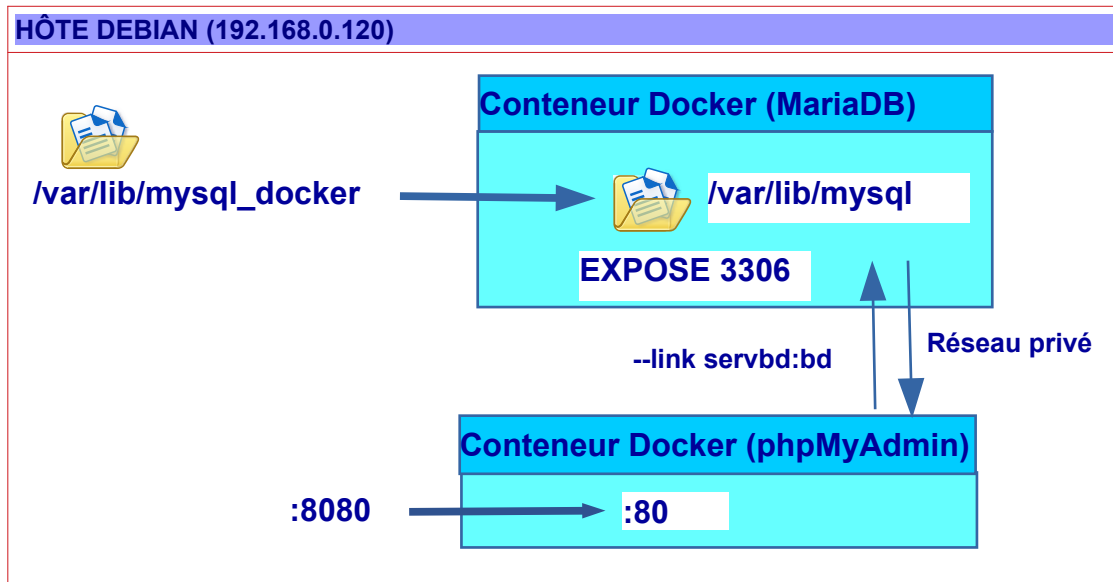 HÔTE DEBIAN (192.168.0.120)
Conteneur Docker (MariaDB)
/var/lib/mysql_docker
/var/lib/mysql
EXPOSE 3306
--link servbd:bd
Réseau privé
Conteneur Docker (phpMyAdmin)
:8080
:80